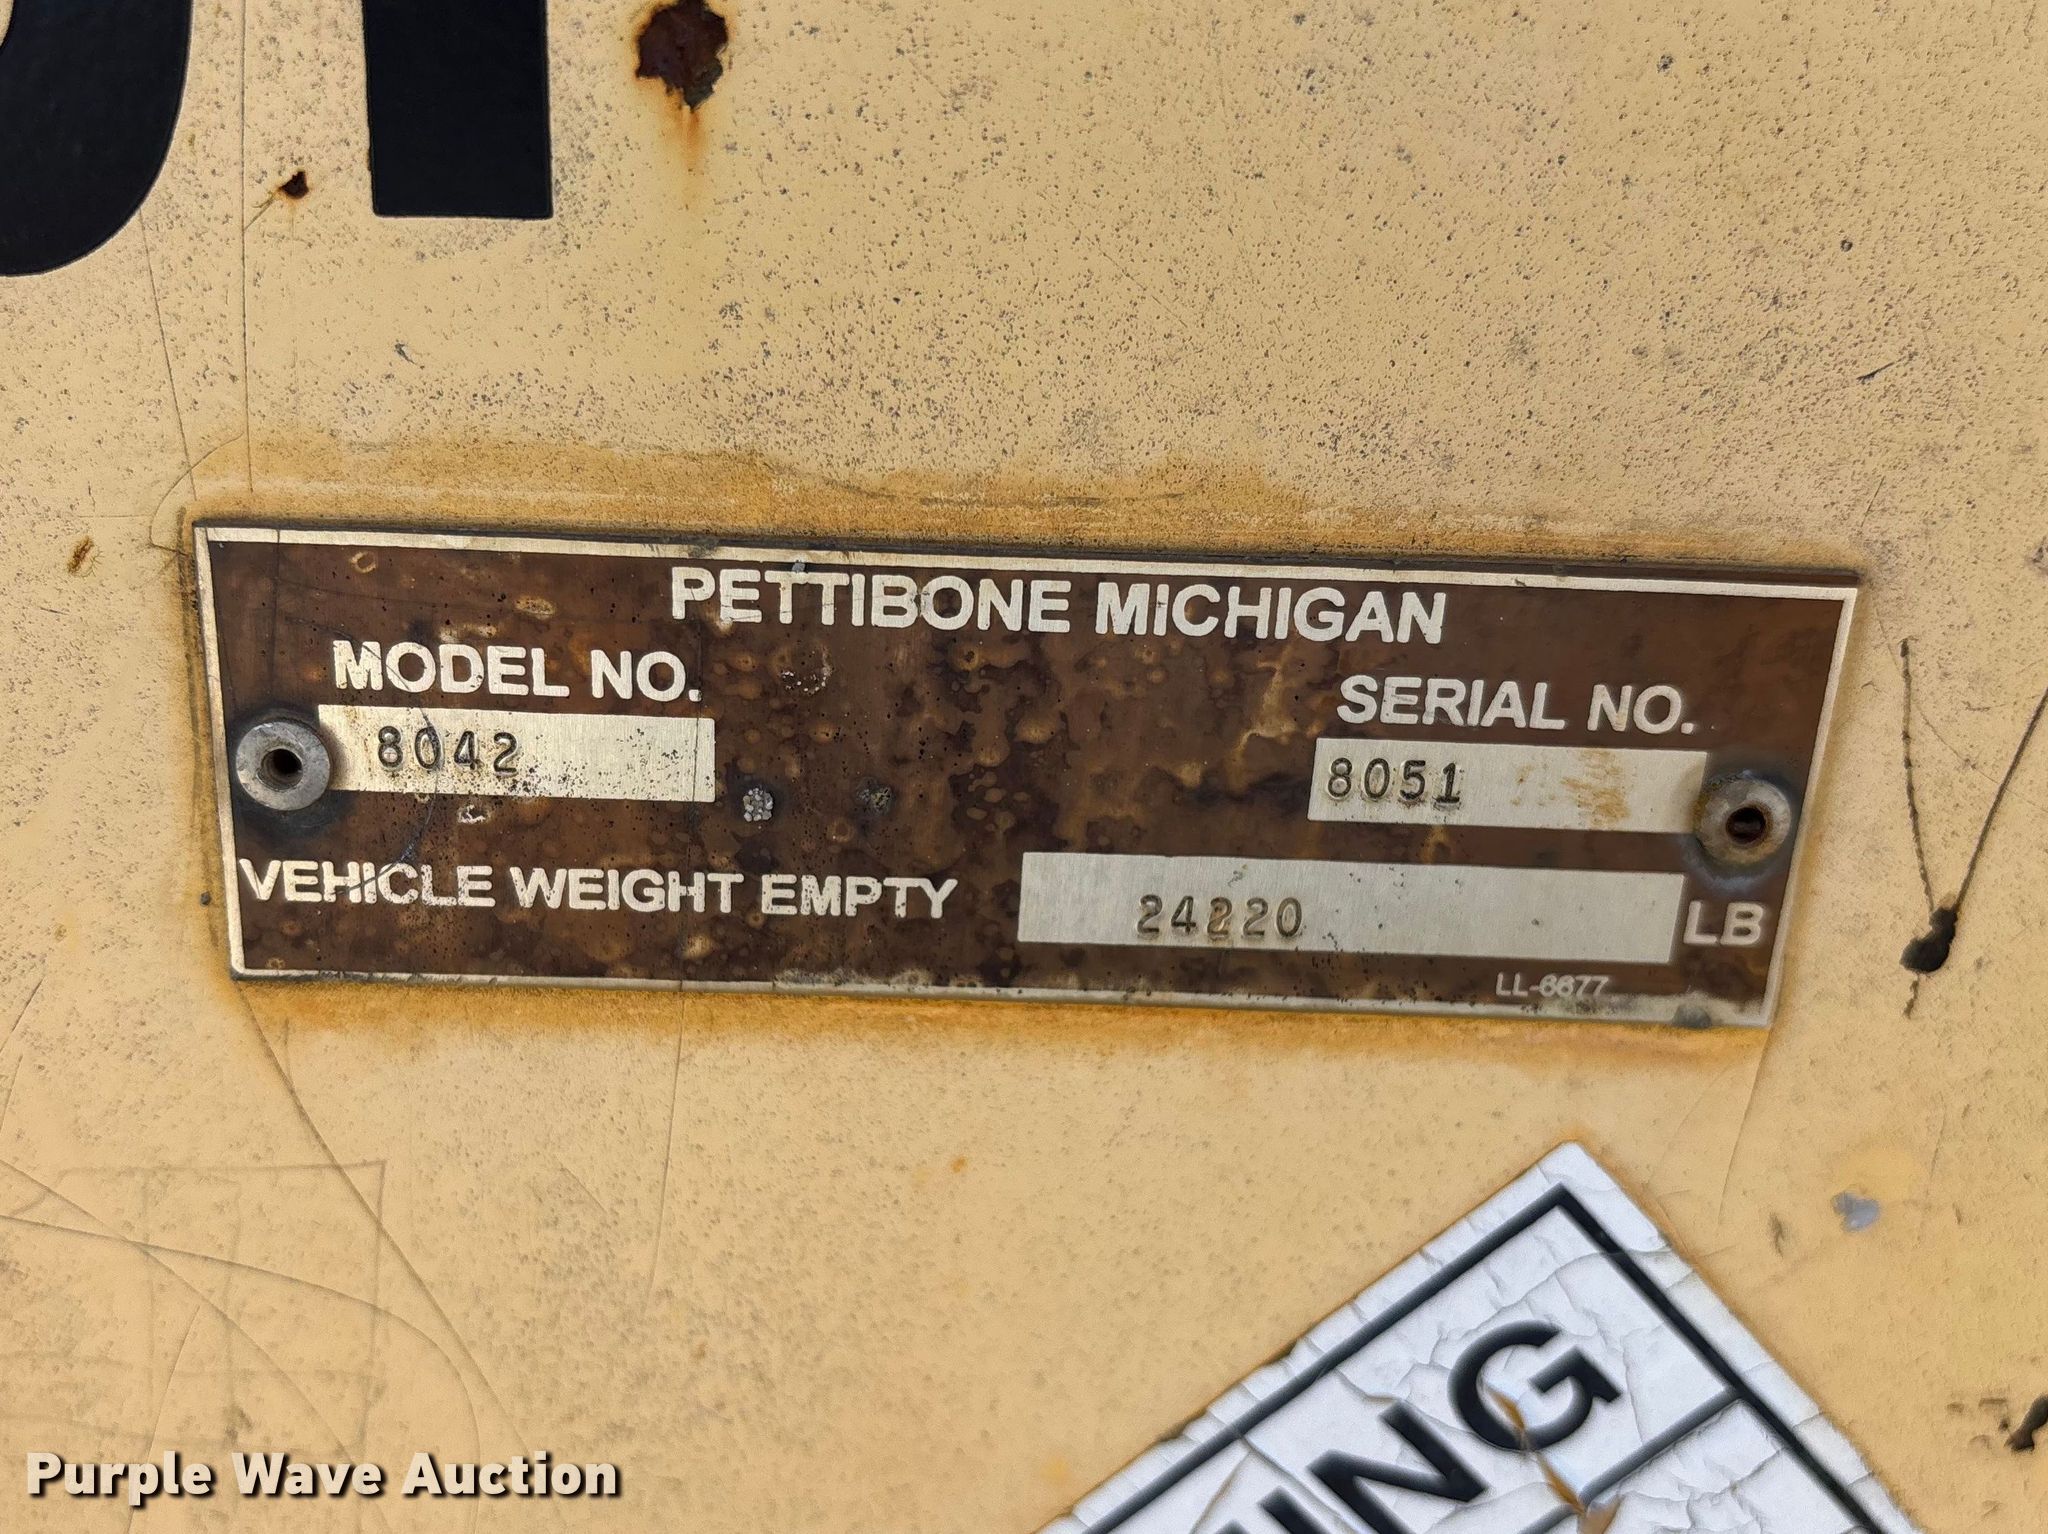 PETTIBONE MICHIGAN
MODEL NO.
SERIAL NO.
8042
8051
VEHICLE WEIGHT EMPTY 24220 LB
LL-6677
ING
Purple Wave Auction